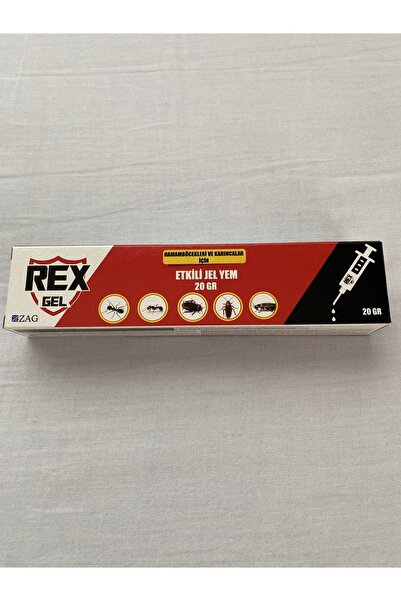 REX
GEL
ZAG
HAMAMBÖCEKLERİ VE KARINCALAR
İÇİN
ETKİLİ JEL YEM
20 GR
20 GR